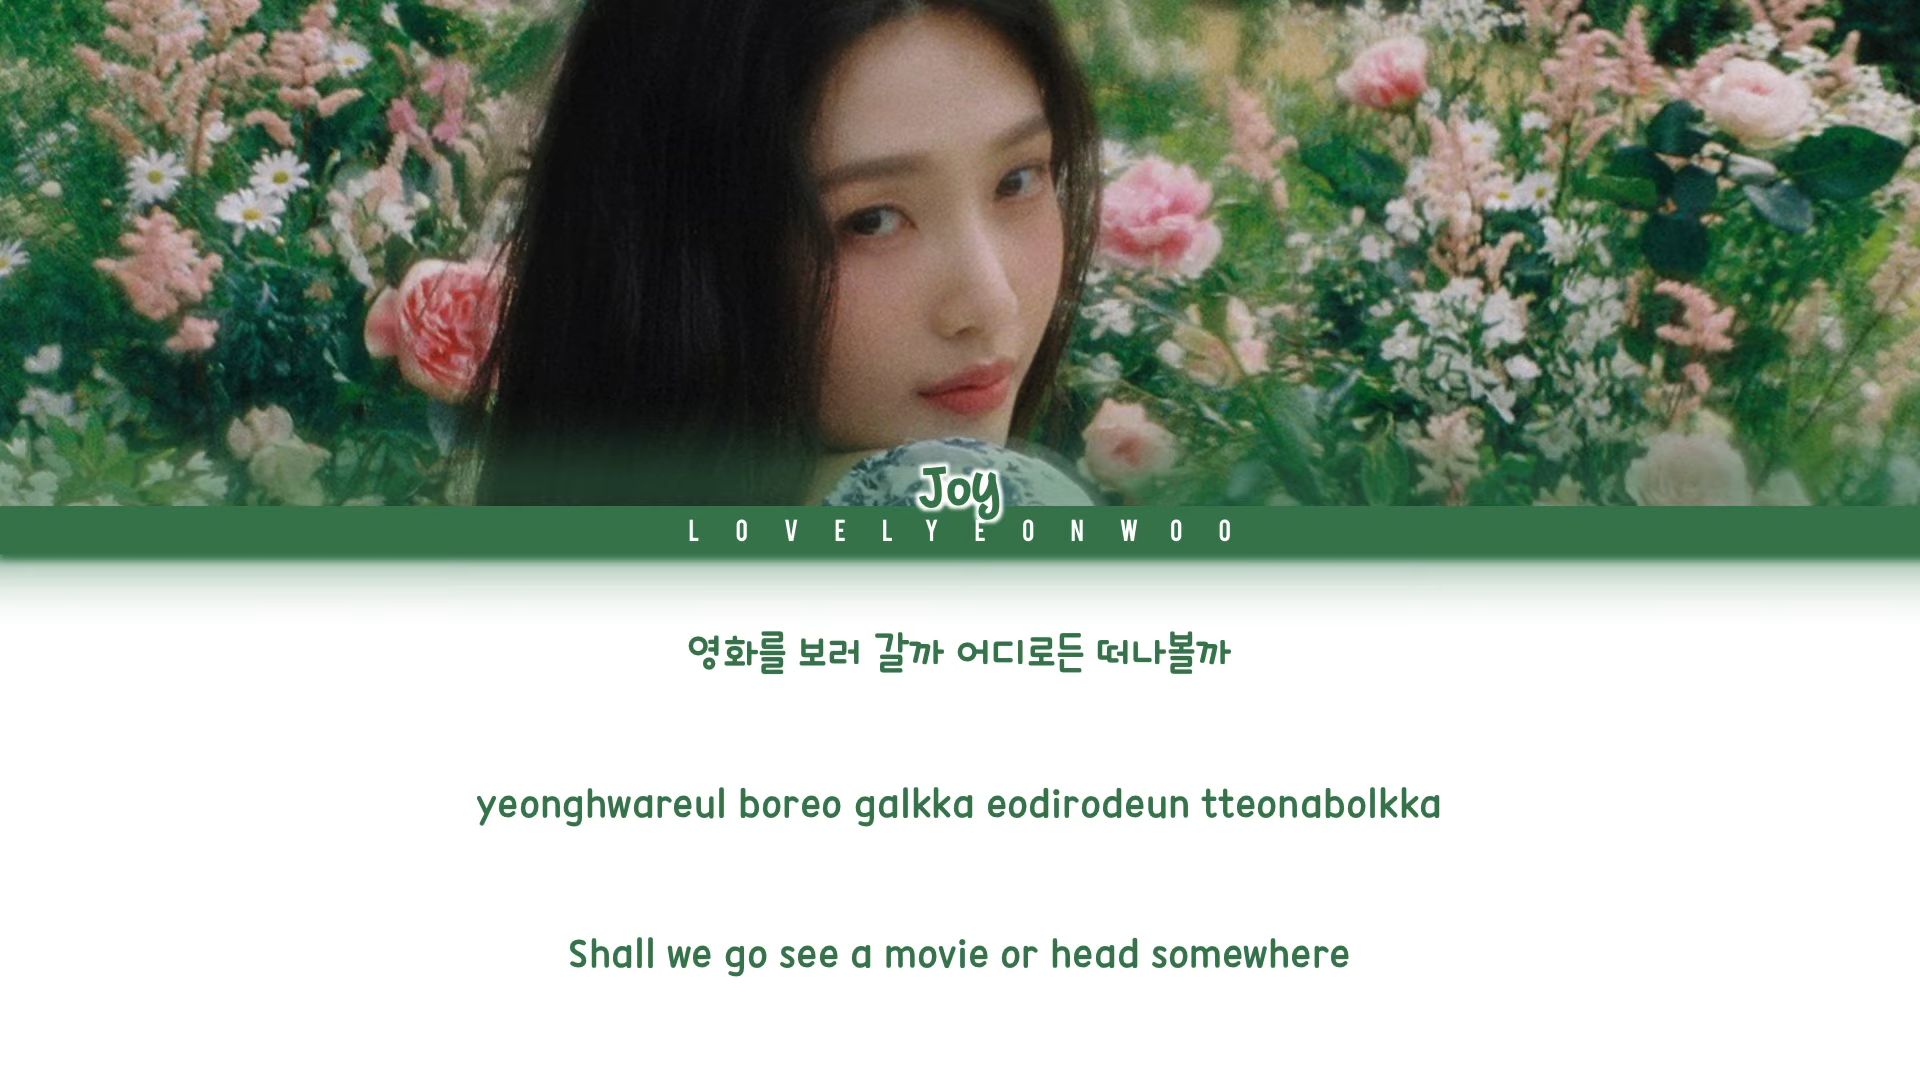 Joy
LOVELYEONWOO
영화를 보러 갈까 어디로든 떠나볼까
yeonghwareul boreo galkka eodirodeun tteonabolkka
Shall we go see a movie or head somewhere